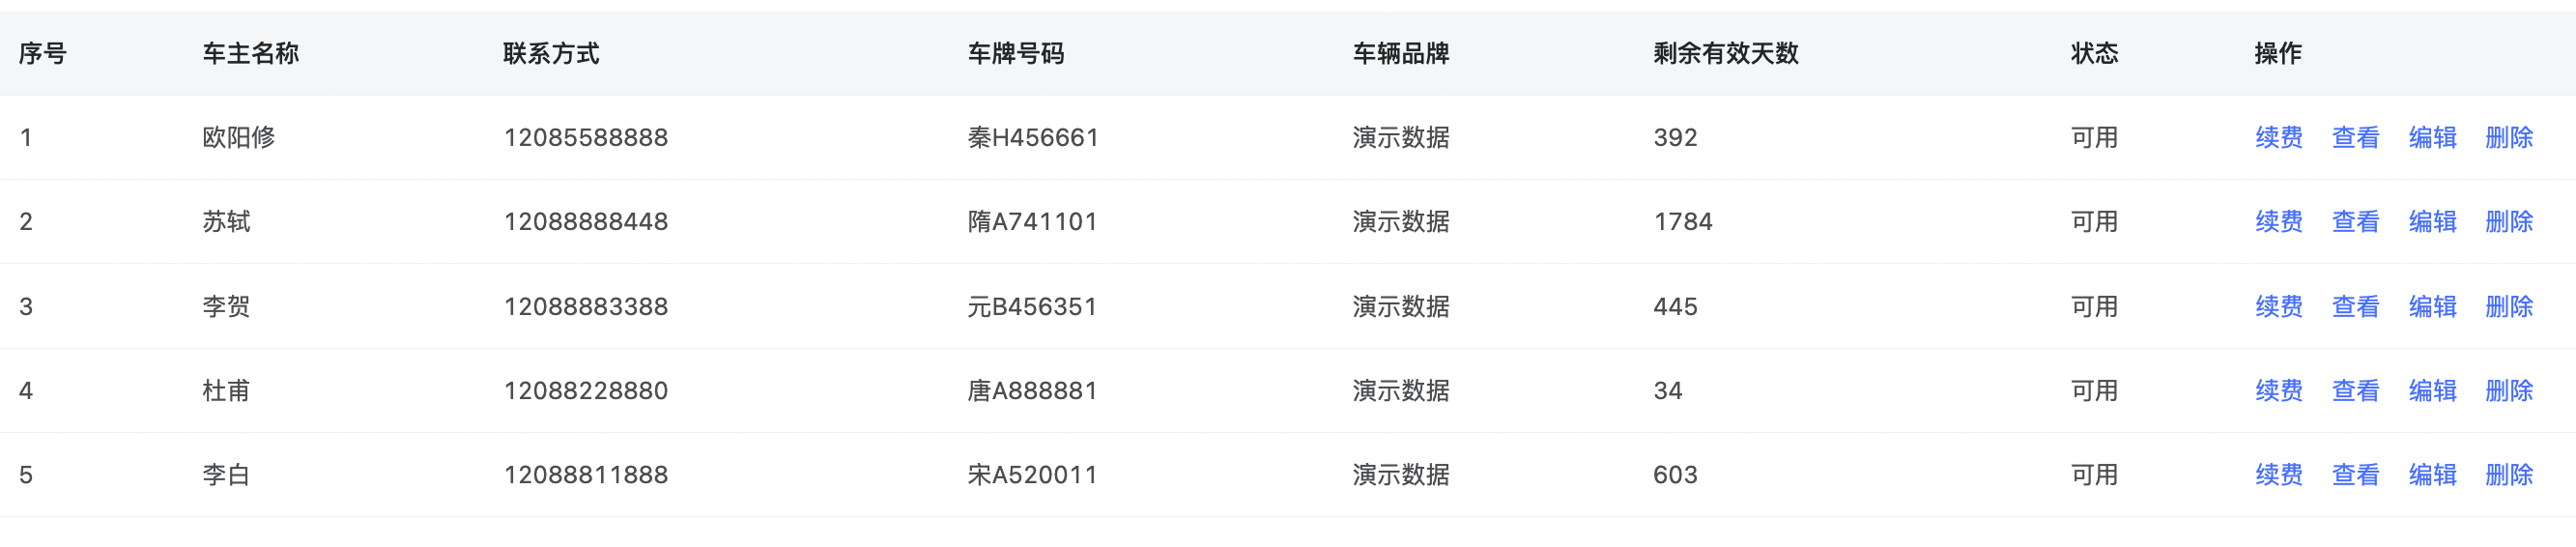 序号 车主名称 联系方式 车牌号码 车辆品牌 剩余有效天数 状态 操作
1 欧阳修 12085588888 秦H456661 演示数据 392 可用 续费 查看 编辑 删除
2 苏轼 12088888448 隋A741101 演示数据 1784 可用 续费 查看 编辑 删除
3 李贺 12088883388 元B456351 演示数据 445 可用 续费 查看 编辑 删除
4 杜甫 12088228880 唐A888881 演示数据 34 可用 续费 查看 编辑 删除
5 李白 12088811888 宋A520011 演示数据 603 可用 续费 查看 编辑 删除